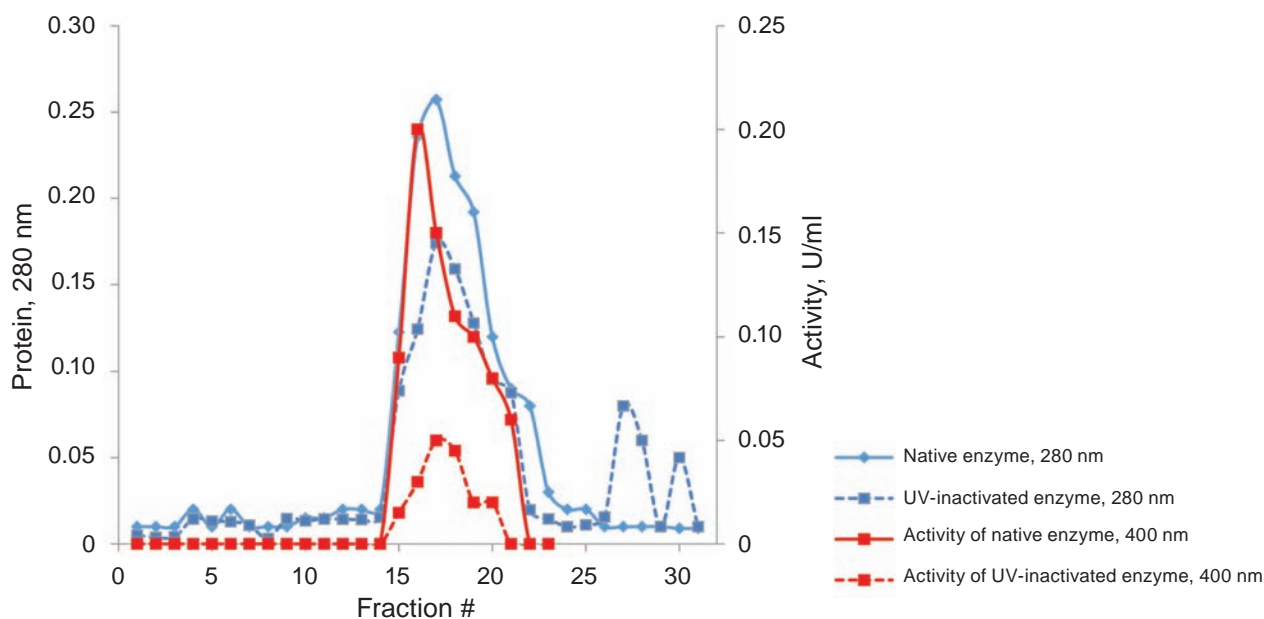 0.30
0.25
0.20
0.15
0.10
0.05
0
Protein, 280 nm
0.25
0.20
0.15
0.10
0.05
0
Activity, U/ml
0 5 10 15 20 25 30
Fraction #
Native enzyme, 280 nm
UV-inactivated enzyme, 280 nm
Activity of native enzyme, 400 nm
Activity of UV-inactivated enzyme, 400 nm